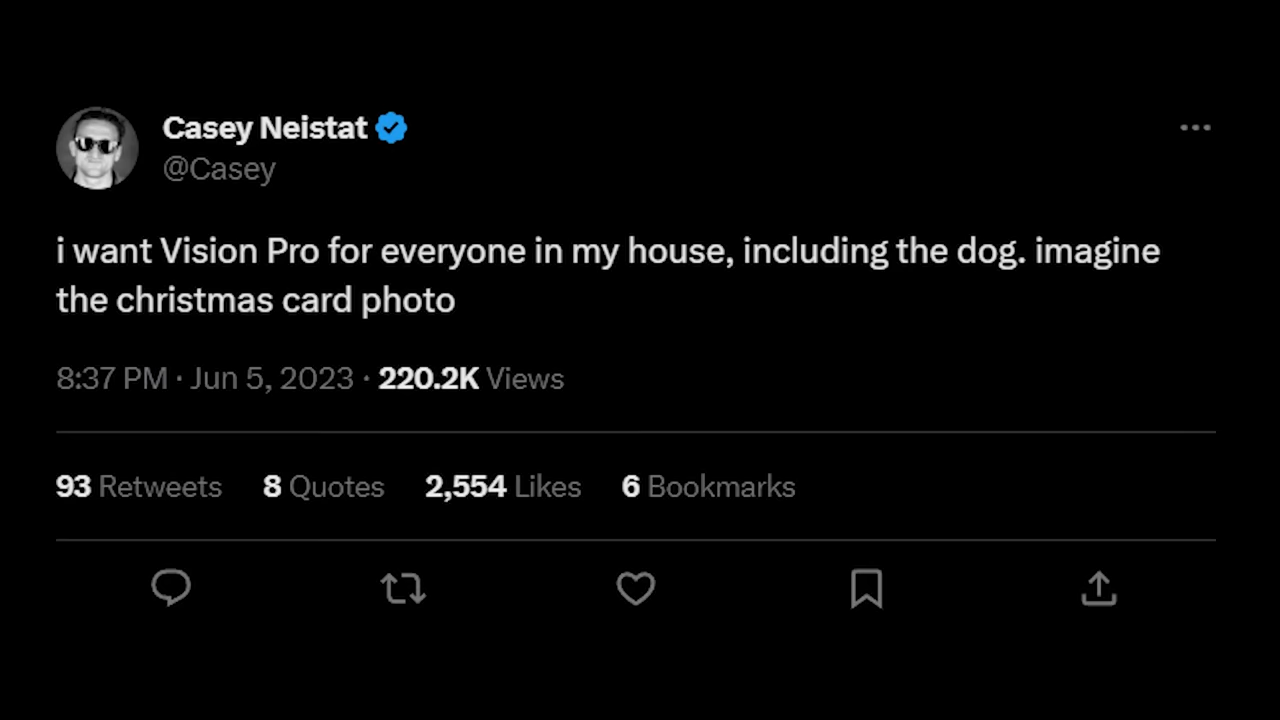 Casey Neistat
@Casey
i want Vision Pro for everyone in my house, including the dog. imagine
the christmas card photo
8:37 PM · Jun 5, 2023 · 220.2K Views
93 Retweets 8 Quotes 2,554 Likes 6 Bookmarks